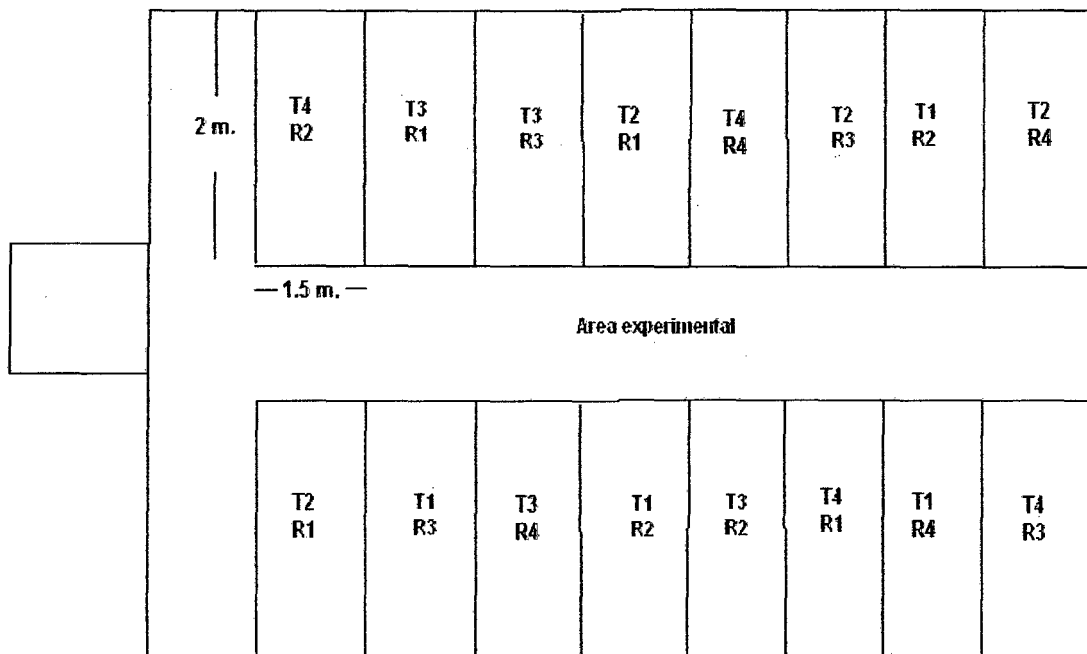 T4 T3 T3 T2 T4 T2 T1 T2
2 m. R2 R1 R3 R1 R4 R3 R2 R4
— 1.5 m. —
Area experimental
T2 T1 T3 T1 T3 T4 T1 T4
R1 R3 R4 R2 R2 R1 R4 R3